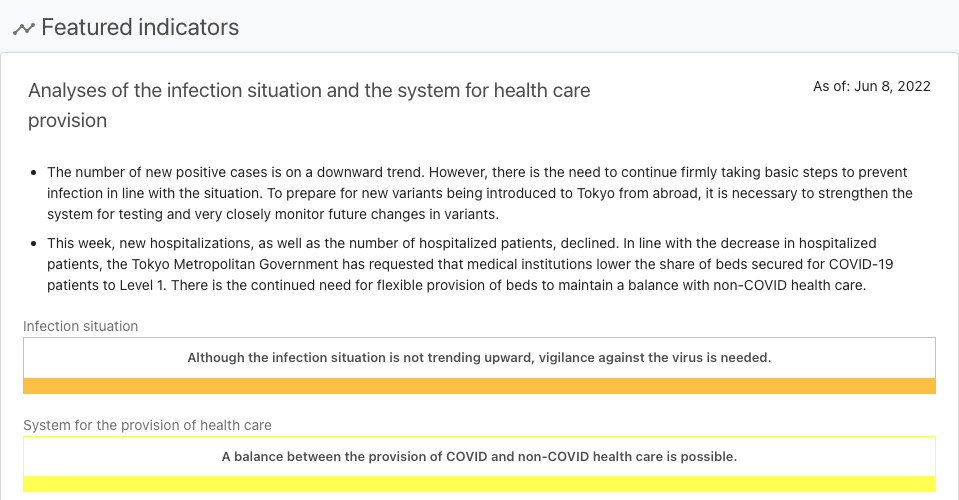 Featured indicators
Analyses of the infection situation and the system for health care
As of: Jun 8, 2022
provision
The number of new positive cases is on a downward trend. However, there is the need to continue firmly taking basic steps to prevent
infection in line with the situation. To prepare for new variants being introduced to Tokyo from abroad, it is necessary to strengthen the
system for testing and very closely monitor future changes in variants.
This week, new hospitalizations, as well as the number of hospitalized patients, declined. In line with the decrease in hospitalized
patients, the Tokyo Metropolitan Government has requested that medical institutions lower the share of beds secured for COVID-19
patients to Level 1. There is the continued need for flexible provision of beds to maintain a balance with non-COVID health care.
Infection situation
Although the infection situation is not trending upward, vigilance against the virus is needed.
System for the provision of health care
A balance between the provision of COVID and non-COVID health care is possible.